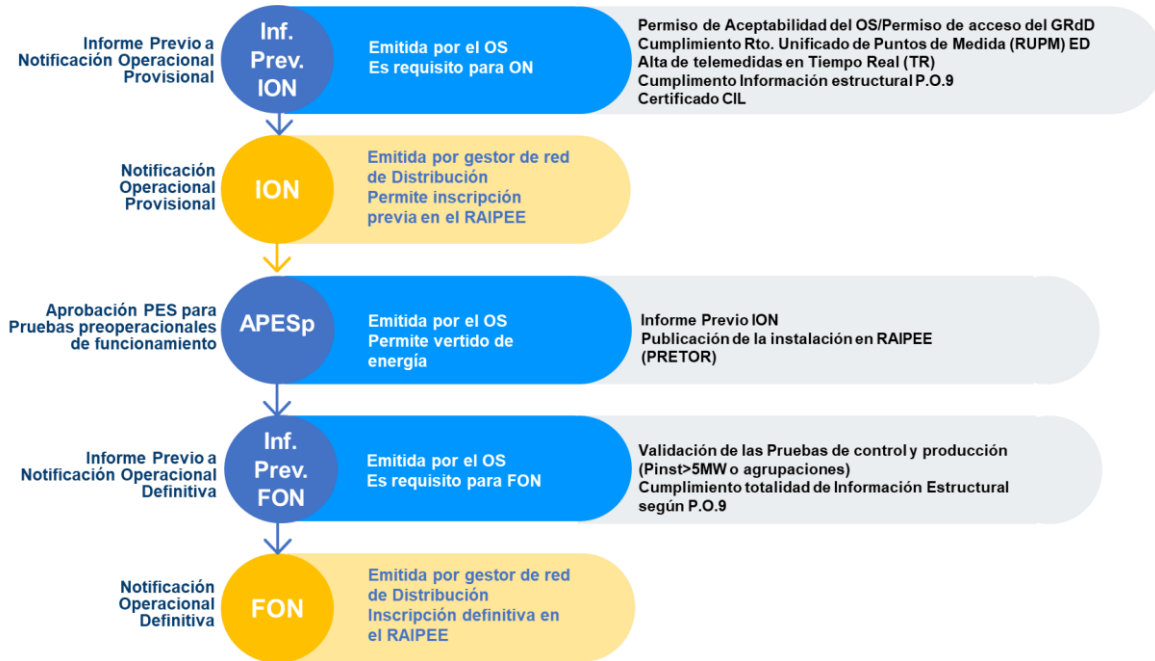 Informe Previo a
Notificación Operacional
Provisional
Inf.
Prev.
ION
Emitida por el OS
Es requisito para ON
Permiso de Aceptabilidad del OS/Permiso de acceso del GRdD
Cumplimiento Rto. Unificado de Puntos de Medida (RUPM) ED
Alta de telemedidas en Tiempo Real (TR)
Cumplimento Información estructural P.O.9
Certificado CIL
Notificación
Operacional
Provisional
ION
Emitida por gestor de red
de Distribución
Permite inscripción
previa en el RAIPEE
Aprobación PES para
Pruebas preoperacionales
de funcionamiento
APESp
Emitida por el OS
Permite vertido de
energía
Informe Previo ION
Publicación de la instalación en RAIPEE
(PRETOR)
Informe Previo a
Notificación Operacional
Definitiva
Inf.
Prev.
FON
Emitida por el OS
Es requisito para FON
Validación de las Pruebas de control y producción
(Pinst>5MW o agrupaciones)
Cumplimiento totalidad de Información Estructural
según P.O.9
Notificación
Operacional
Definitiva
FON
Emitida por gestor de red
de Distribución
Inscripción definitiva en
el RAIPEE